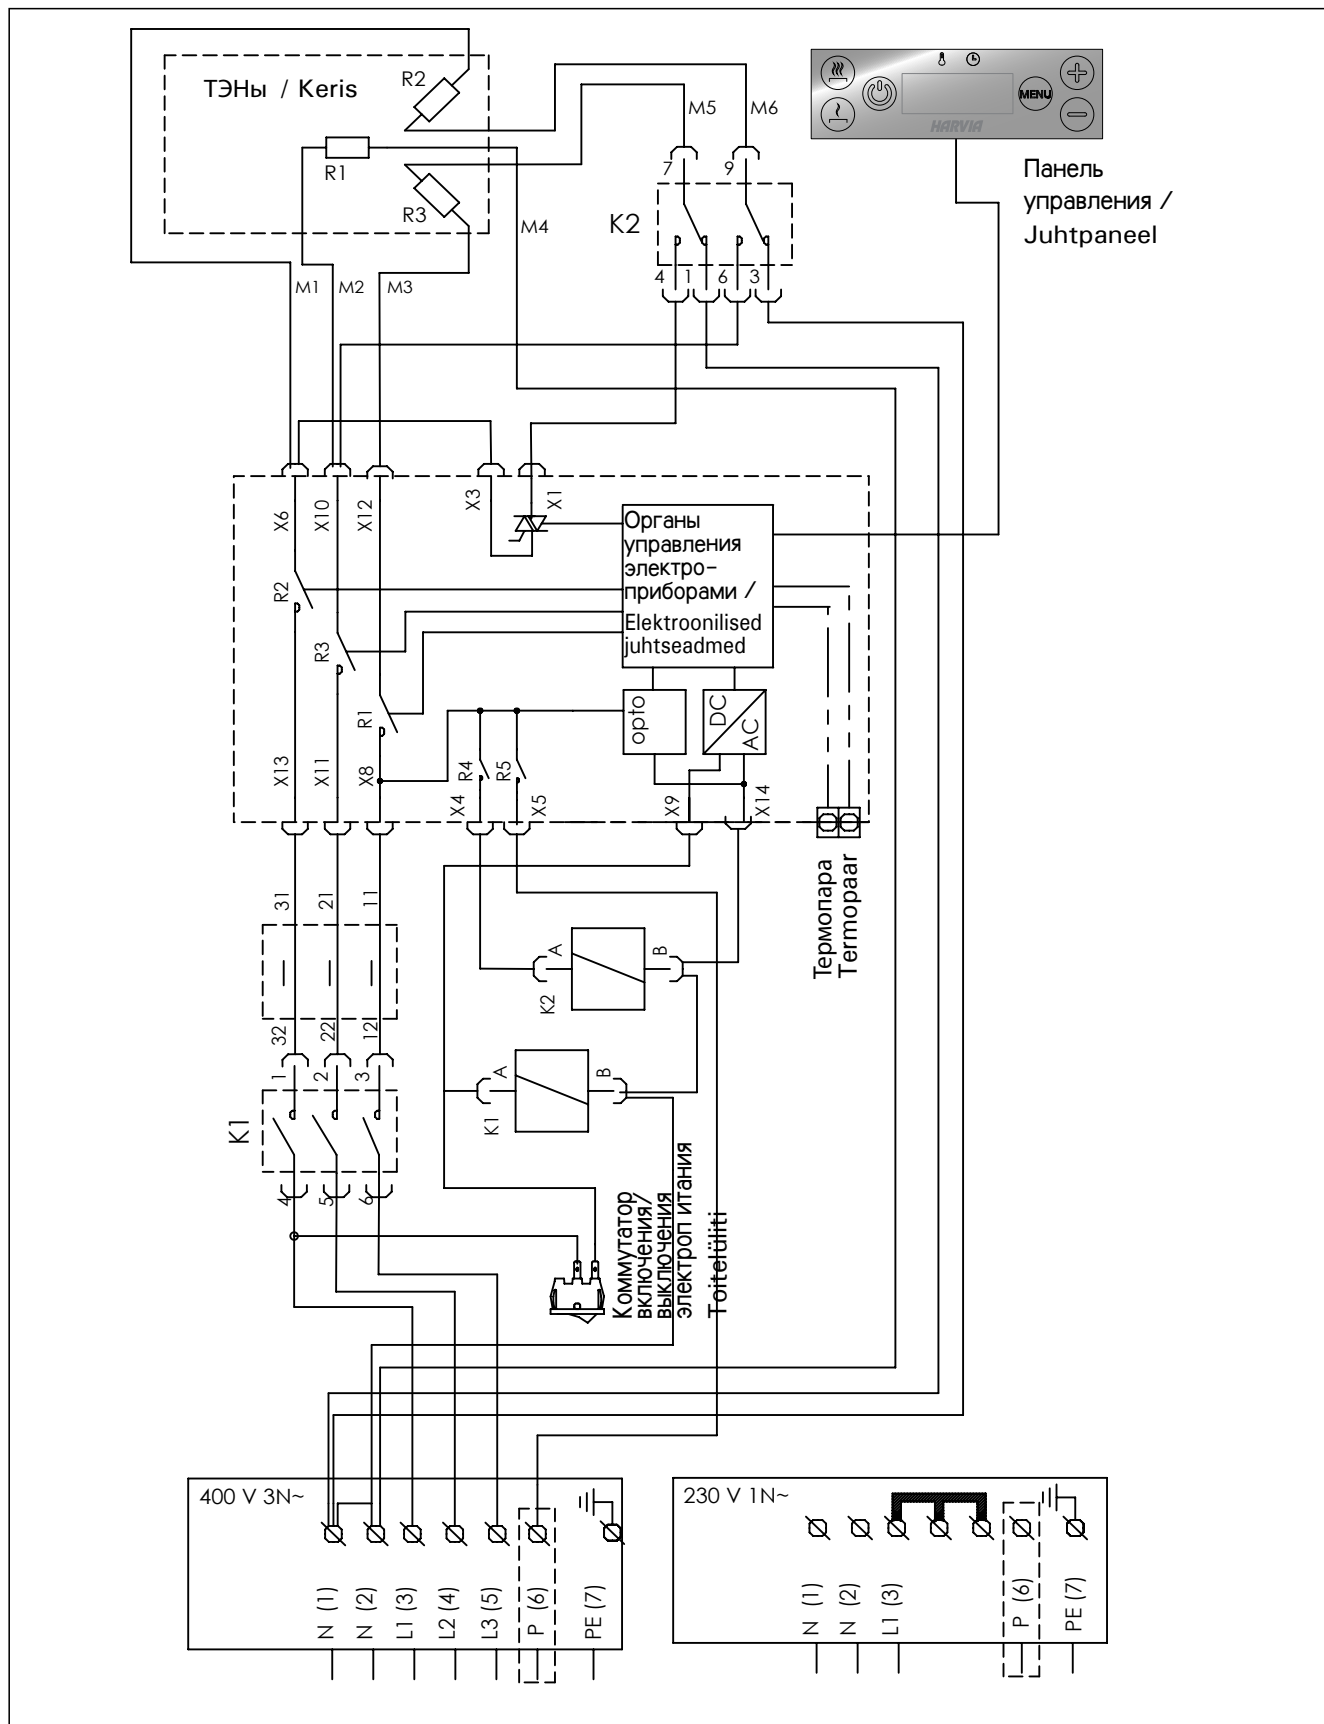 ТЭНы / Keris
R2
R1
R3
M5
M6
MENU
HARVIA
Панель
управления /
Juhtpaneel
7
9
K2
M4
4
1
6
3
M1
M2
M3
X6
X10
X12
X3
X1
Органы
управления
электро-
приборами /
Elektroonilised
juhtseadmed
R2
R3
R1
opto
DC
AC
X13
X11
X8
R4
R5
X4
X5
X9
X14
Термопара
Termopaar
31
21
11
32
22
12
A
B
K2
1
2
3
K1
A
B
K1
4
5
6
Коммутатор
включения/
выключения
электроп итания
Toitelüliti
400 V 3N~
N (1)
N (2)
L1 (3)
L2 (4)
L3 (5)
P (6)
PE (7)
230 V 1N~
N (1)
N (2)
L1 (3)
P (6)
PE (7)